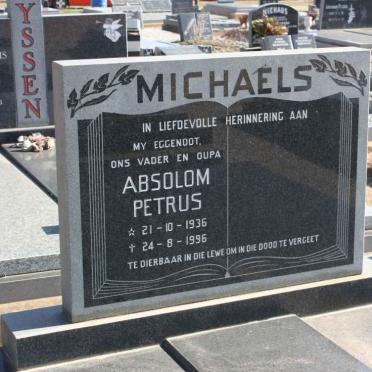 MICHAELS
IN LIEFDEVOLLE HERINNERING AAN
MY EGGENOOT,
ONS VADER EN OUPA
ABSOLOM
PETRUS
☆ 21-10-1936
† 24-8-1996
TE DIERBAAR IN DIE LEWE OM IN DIE DOOD TE VERGEET
YSSEN
MICHAELS